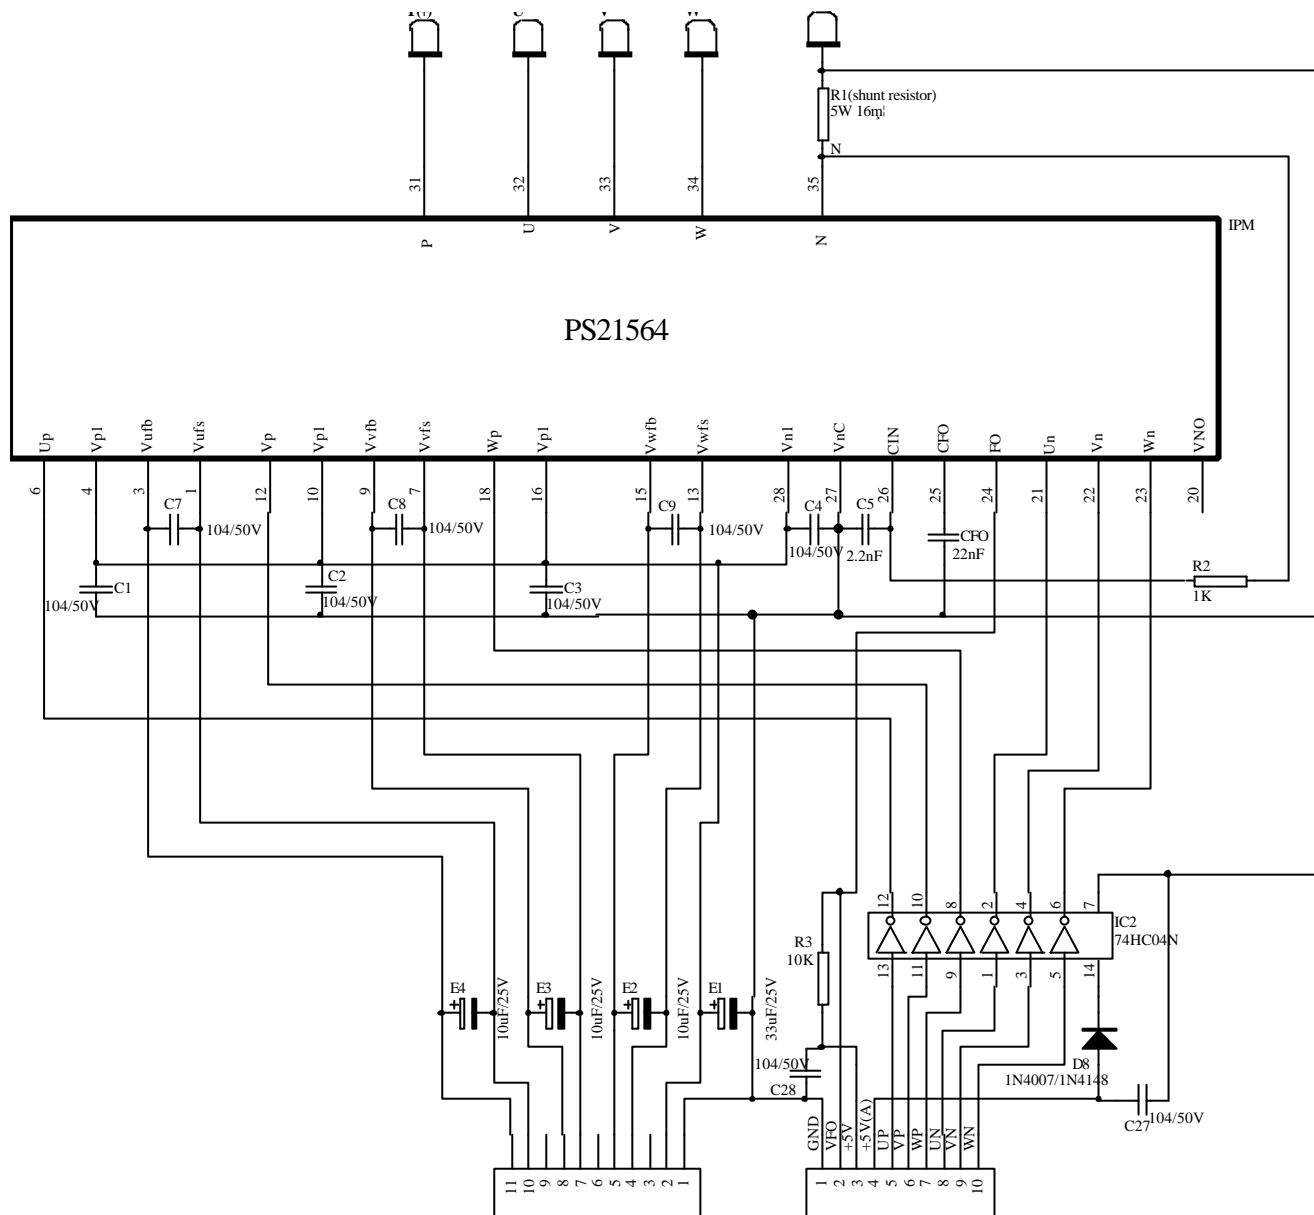 R1(shunt resistor)
5W 16m¦
N
31
32
33
34
35
P
U
V
W
N
IPM
PS21564
Up
Vp1
Vufb
Vufs
Vp
Vp1
Vvfb
Vvfs
Wp
Vp1
Vwfb
Vwfs
Vn1
VnC
CIN
CFO
FO
Un
Vn
Wn
VNO
6
4
3
1
12
10
9
7
18
16
15
13
28
27
26
25
24
21
22
23
20
C7
104/50V
C8
104/50V
C9
104/50V
C4
104/50V
C5
2.2nF
CFO
22nF
C1
104/50V
C2
104/50V
C3
104/50V
R2
1K
12
10
8
2
4
6
7
IC2
74HC04N
13
11
9
1
3
5
14
R3
10K
E4
+
10uF/25V
E3
+
10uF/25V
E2
+
10uF/25V
E1
+
33uF/25V
104/50V
C28
D8
1N4007/1N4148
C27
104/50V
GND
VFO
+5V
+5V(A)
UP
VP
WP
UN
VN
WN
11
10
9
8
7
6
5
4
3
2
1
1
2
3
4
5
6
7
8
9
10